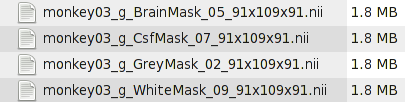 monkey03_g_BrainMask_05_91x109x91.nii 1.8 MB
monkey03_g_CsfMask_07_91x109x91.nii 1.8 MB
monkey03_g_GreyMask_02_91x109x91.nii 1.8 MB
monkey03_g_WhiteMask_09_91x109x91.nii 1.8 MB